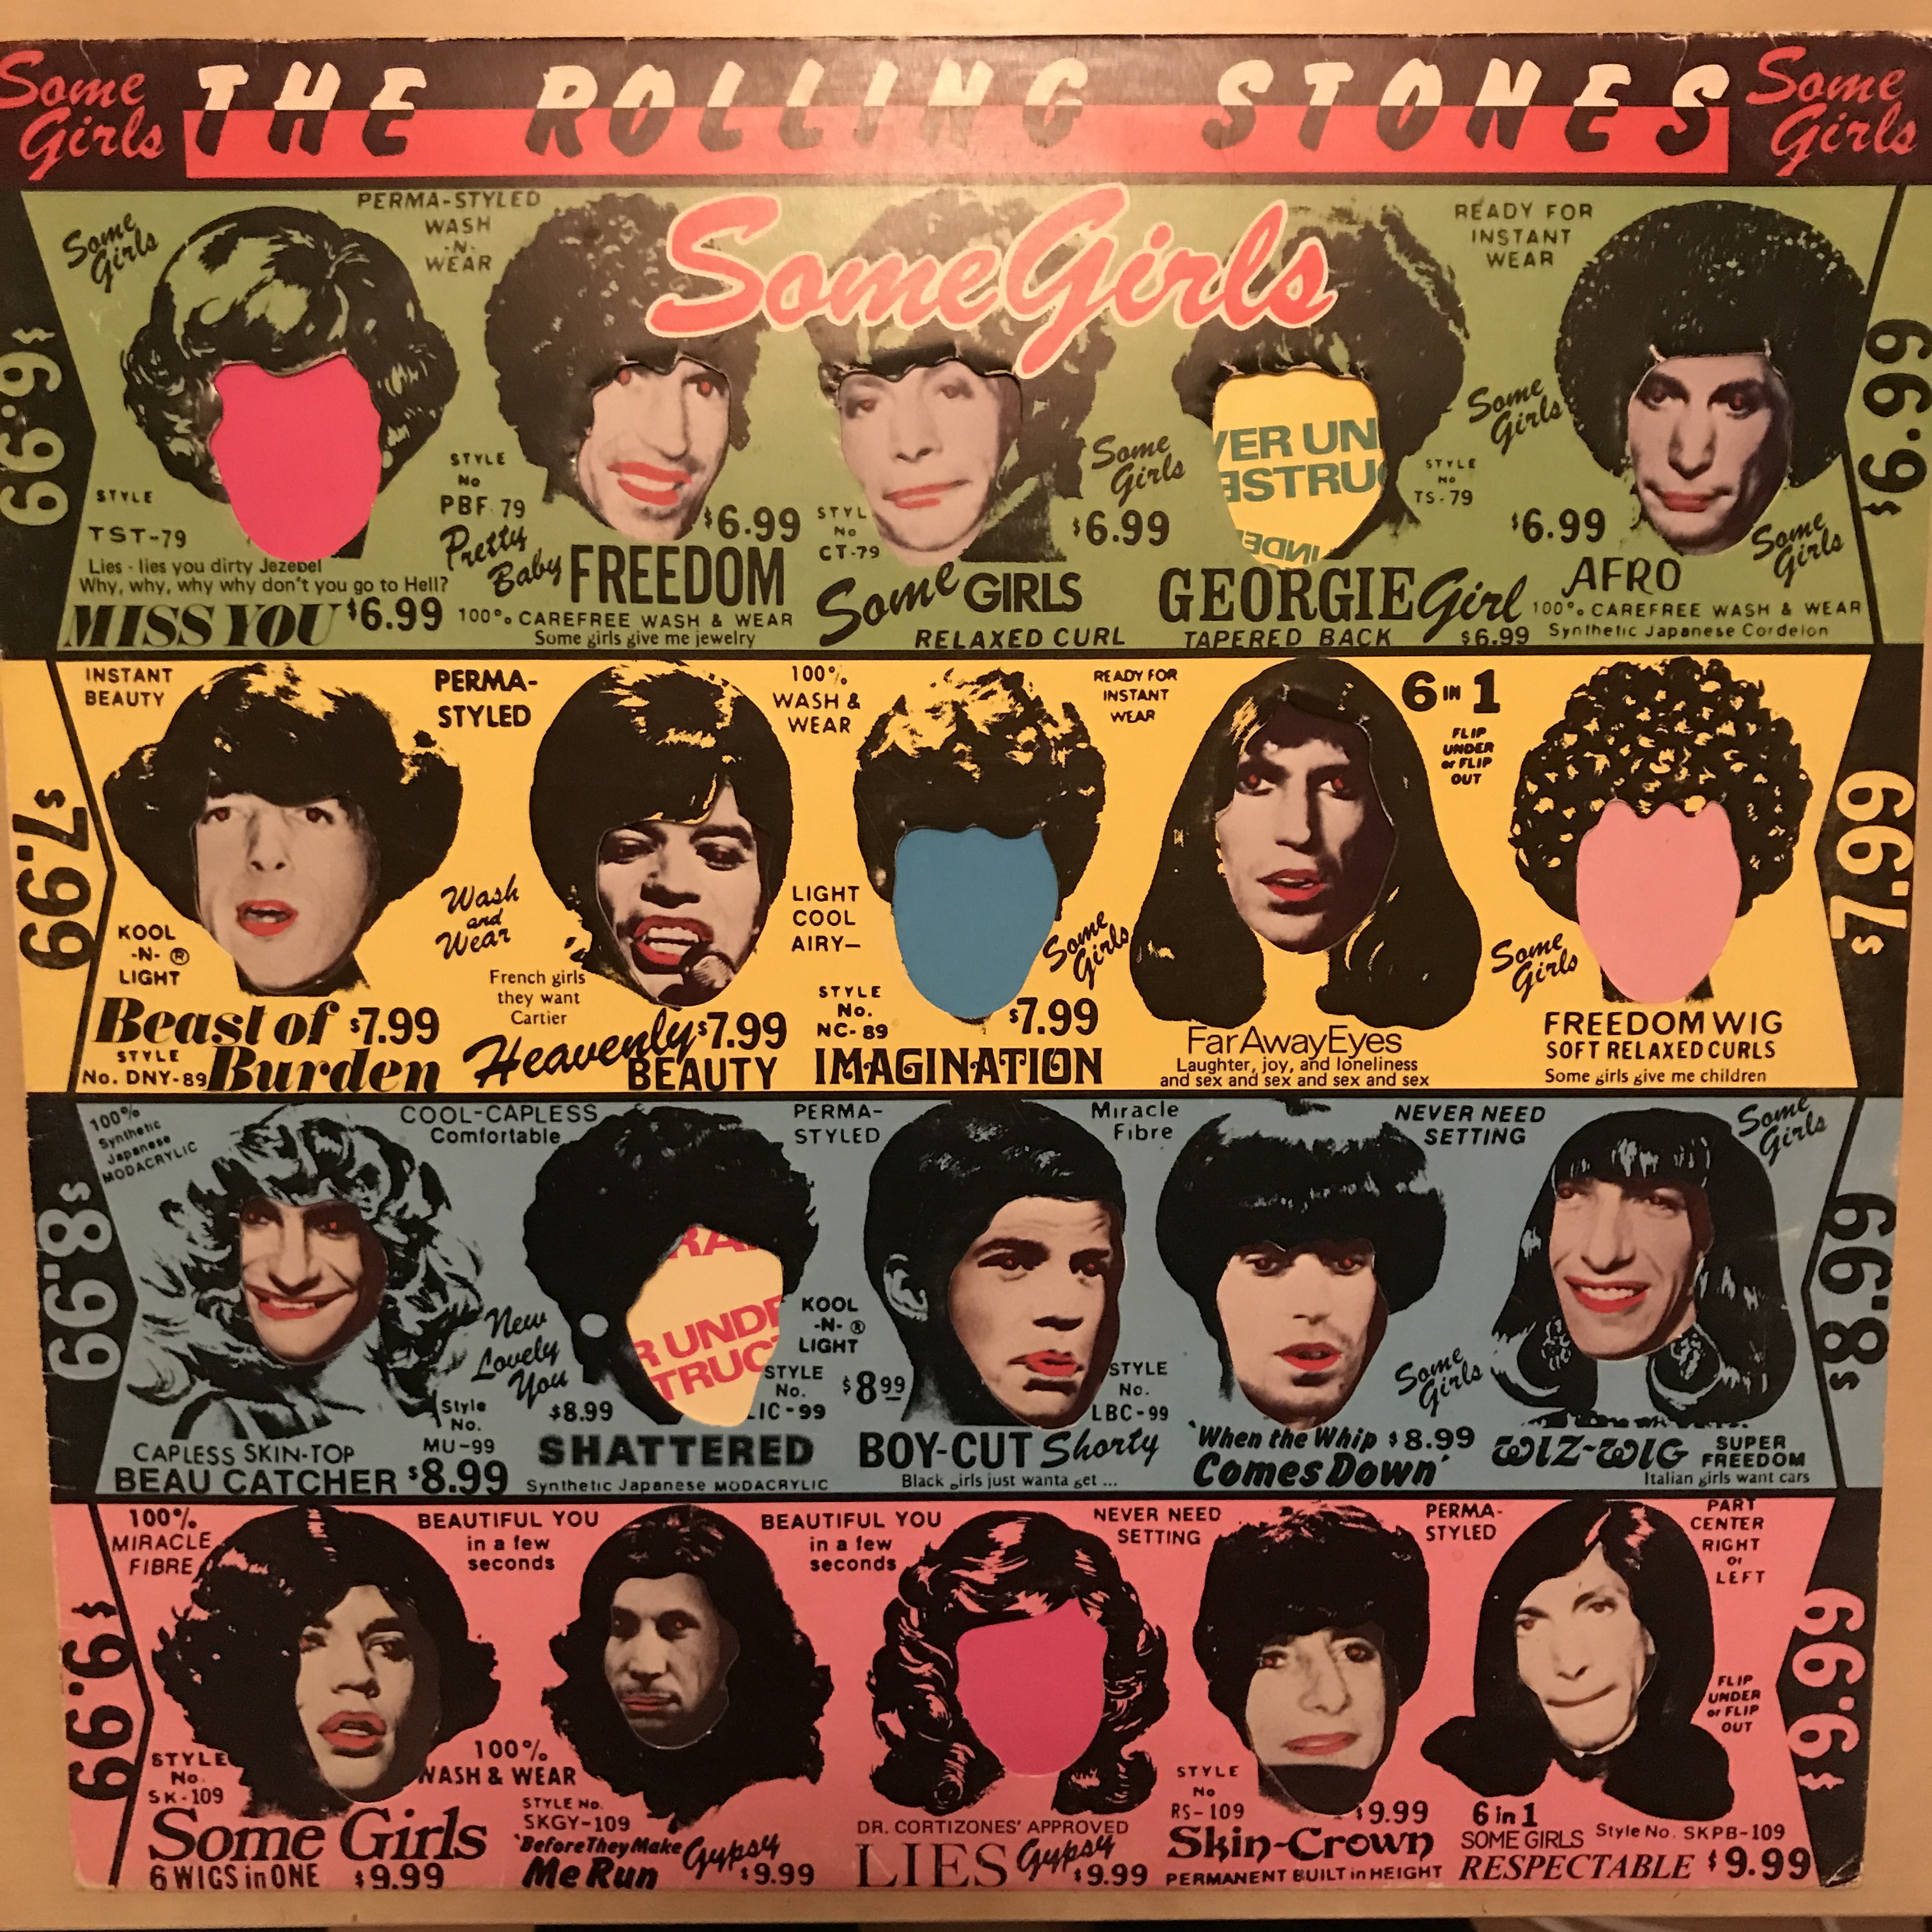 Some Girls
THE ROLLING STONES
Some Girls
Some Girls
$6.99
$6.99
Some Girls
PERMA-STYLED
WASH
-N-
WEAR
READY FOR
INSTANT
WEAR
STYLE
TST-79
Lies - lies you dirty Jezebel
Why, why, why why don't you go to Hell?
MISS YOU $6.99
STYLE
No
PBF-79
Pretty Baby FREEDOM
$6.99
100% CAREFREE WASH & WEAR
Some girls give me jewelry
STYL
No
CT-79
Some Girls
$6.99
Some GIRLS
RELAXED CURL
VER UN
STRU
STYLE
No
TS-79
GEORGIE Girl
TAPERED BACK $6.99
Some Girls
$6.99
Some Girls
AFRO
100% CAREFREE WASH & WEAR
Synthetic Japanese Cordelon
$7.99
$7.99
INSTANT
BEAUTY
PERMA-
STYLED
100%
WASH &
WEAR
READY FOR
INSTANT
WEAR
6 IN 1
FLIP
UNDER
or FLIP
OUT
KOOL
-N- ®
LIGHT
Beast of $7.99
Burden
STYLE
No. DNY-89
Wash
and
Wear
French girls
they want
Cartier
Heavenly $7.99
BEAUTY
LIGHT
COOL
AIRY—
Some Girls
STYLE
No.
NC-89
$7.99
IMAGINATION
Far Away Eyes
Laughter, joy, and loneliness
and sex and sex and sex and sex
Some Girls
FREEDOM WIG
SOFT RELAXED CURLS
Some girls give me children
$8.99
$8.99
100%
Synthetic
Japanese
MODACRYLIC
COOL-CAPLESS
Comfortable
PERMA-
STYLED
Miracle
Fibre
NEVER NEED
SETTING
Some Girls
New
Lovely
You
Style
No.
MU-99
CAPLESS SKIN-TOP
BEAU CATCHER $8.99
R UNDE
TRUC
KOOL
-N- ®
LIGHT
STYLE
No.
LIC-99
$8.99
SHATTERED
Synthetic Japanese MODACRYLIC
$8.99
STYLE
No.
LBC-99
BOY-CUT Shorty
Black girls just wanta get ...
Some Girls
'When the Whip $8.99
Comes Down'
WIZ-WIG SUPER
FREEDOM
Italian girls want cars
$9.99
$9.99
100%
MIRACLE
FIBRE
BEAUTIFUL YOU
in a few
seconds
BEAUTIFUL YOU
in a few
seconds
NEVER NEED
SETTING
PERMA-
STYLED
PART
CENTER
RIGHT
or
LEFT
STYLE
No.
SK-109
Some Girls
6 WIGS in ONE $9.99
100%
WASH & WEAR
STYLE No.
SKGY-109
'Before They Make Gypsy
Me Run $9.99
DR. CORTIZONES' APPROVED
LIES Gypsy
$9.99
STYLE
No
RS-109
$9.99
Skin-Crown
PERMANENT BUILT in HEIGHT
FLIP
UNDER
or FLIP
OUT
6 in 1
SOME GIRLS Style No. SKPB-109
RESPECTABLE $9.99